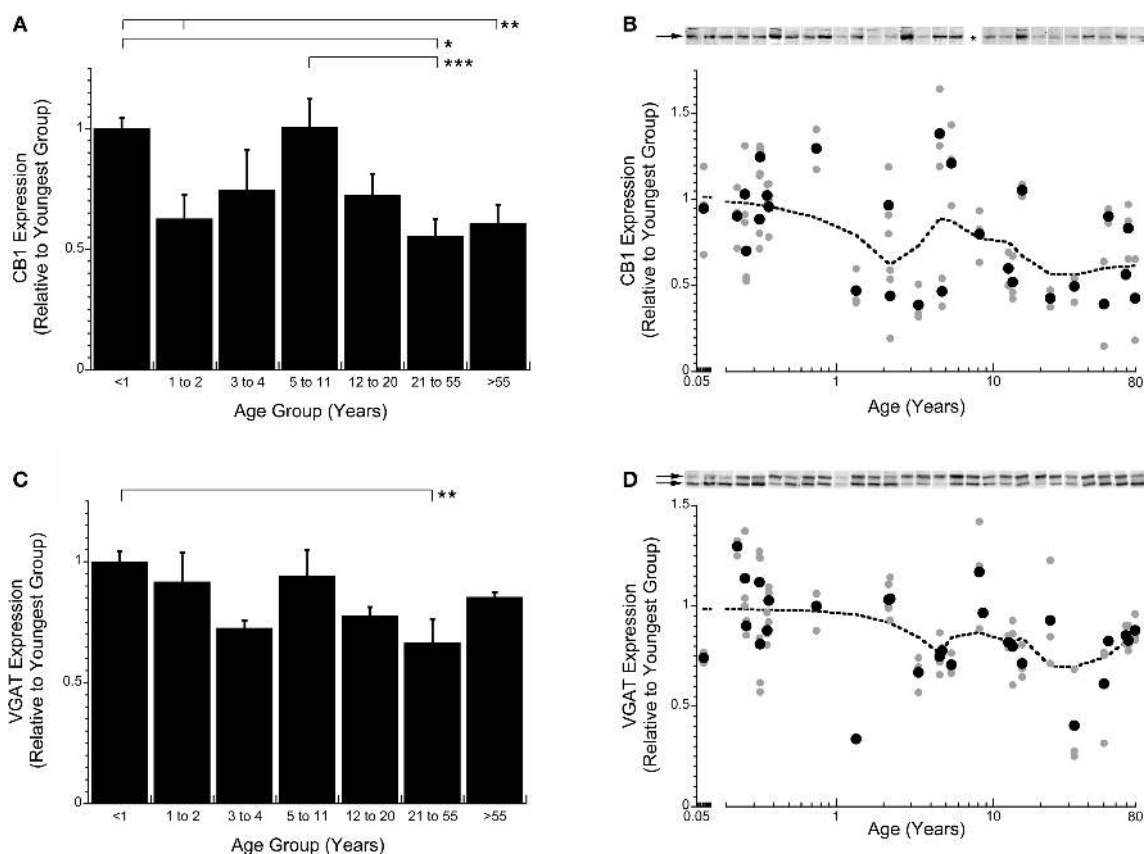 A
**
*
***
CB1 Expression
(Relative to Youngest Group)
1
0.5
0
<1 1 to 2 3 to 4 5 to 11 12 to 20 21 to 55 >55
Age Group (Years)
B
*
CB1 Expression
(Relative to Youngest Group)
1.5
1
0.5
0
0.05 1 10 80
Age (Years)
C
**
VGAT Expression
(Relative to Youngest Group)
1
0.5
0
<1 1 to 2 3 to 4 5 to 11 12 to 20 21 to 55 >55
Age Group (Years)
D
VGAT Expression
(Relative to Youngest Group)
1.5
1
0.5
0
0.05 1 10 80
Age (Years)